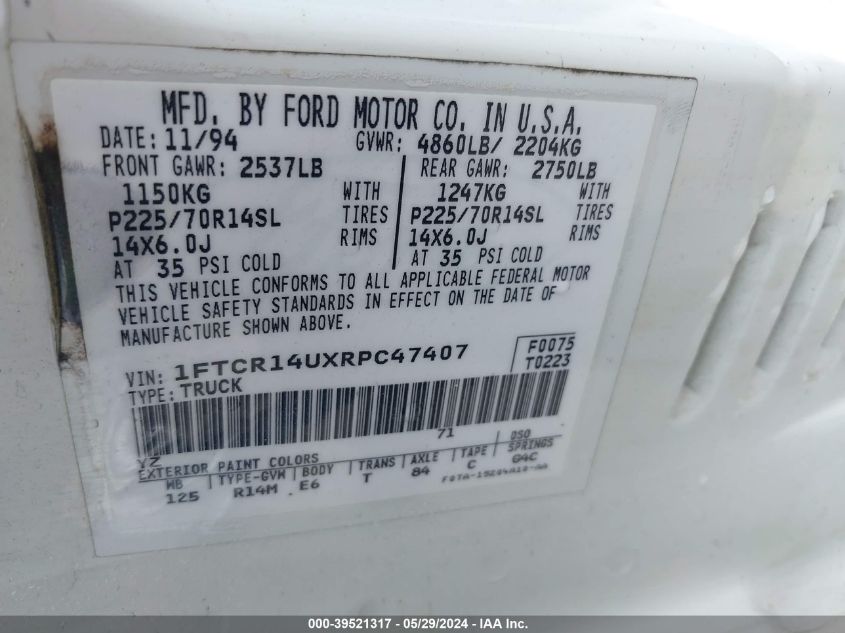 MFD. BY FORD MOTOR CO. IN U.S.A.
DATE: 11/94 GVWR: 4860LB/ 2204KG
FRONT GAWR: 2537LB REAR GAWR: 2750LB
1150KG WITH 1247KG WITH
P225/70R14SL TIRES P225/70R14SL TIRES
14X6.0J RIMS 14X6.0J RIMS
AT 35 PSI COLD AT 35 PSI COLD
THIS VEHICLE CONFORMS TO ALL APPLICABLE FEDERAL MOTOR
VEHICLE SAFETY STANDARDS IN EFFECT ON THE DATE OF
MANUFACTURE SHOWN ABOVE.
VIN: 1FTCR14UXRPC47407 F0075
TYPE: TRUCK T0223
71
YZ DSO
EXTERIOR PAINT COLORS
WB TYPE-GVW BODY TRANS AXLE TAPE SPRINGS
125 R14M E6 T 84 C G4C
000-39521317 - 05/29/2024 - IAA Inc.